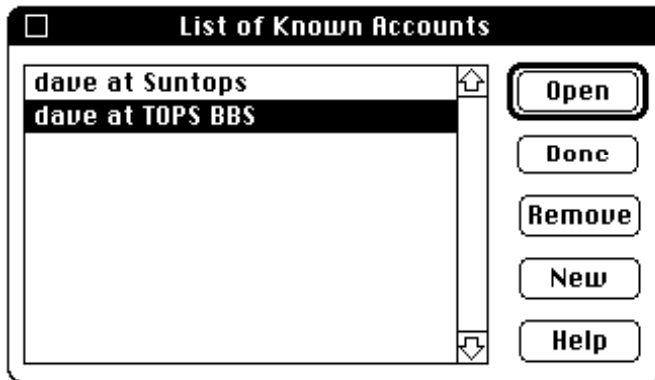 List of Known Accounts
dave at Suntops
dave at TOPS BBS
Open
Done
Remove
New
Help